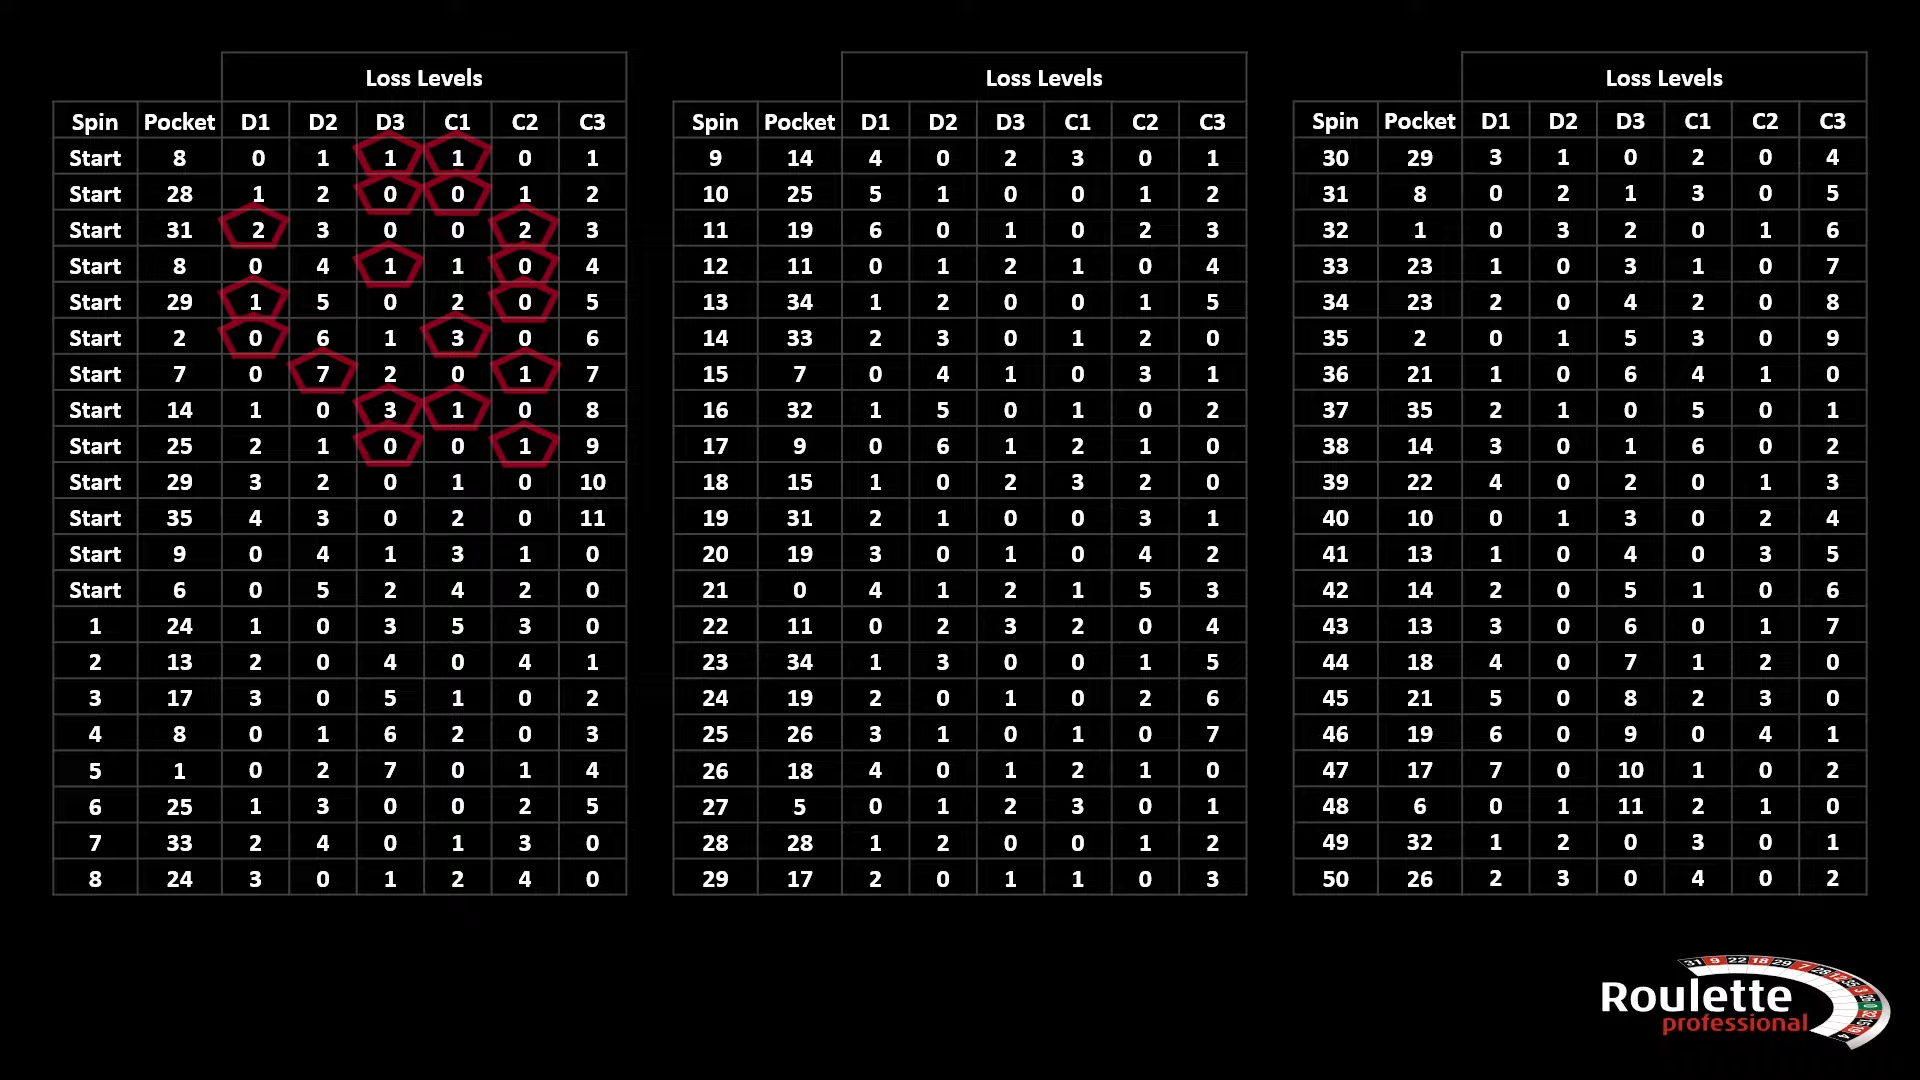 Loss Levels
Spin Pocket D1 D2 D3 C1 C2 C3
Start 8 0 1 1 1 0 1
Start 28 1 2 0 0 1 2
Start 31 2 3 0 0 2 3
Start 8 0 4 1 1 0 4
Start 29 1 5 0 2 0 5
Start 2 0 6 1 3 0 6
Start 7 0 7 2 0 1 7
Start 14 1 0 3 1 0 8
Start 25 2 1 0 0 1 9
Start 29 3 2 0 1 0 10
Start 35 4 3 0 2 0 11
Start 9 0 4 1 3 1 0
Start 6 0 5 2 4 2 0
1 24 1 0 3 5 3 0
2 13 2 0 4 0 4 1
3 17 3 0 5 1 0 2
4 8 0 1 6 2 0 3
5 1 0 2 7 0 1 4
6 25 1 3 0 0 2 5
7 33 2 4 0 1 3 0
8 24 3 0 1 2 4 0
Loss Levels
Spin Pocket D1 D2 D3 C1 C2 C3
9 14 4 0 2 3 0 1
10 25 5 1 0 0 1 2
11 19 6 0 1 0 2 3
12 11 0 1 2 1 0 4
13 34 1 2 0 0 1 5
14 33 2 3 0 1 2 0
15 7 0 4 1 0 3 1
16 32 1 5 0 1 0 2
17 9 0 6 1 2 1 0
18 15 1 0 2 3 2 0
19 31 2 1 0 0 3 1
20 19 3 0 1 0 4 2
21 0 4 1 2 1 5 3
22 11 0 2 3 2 0 4
23 34 1 3 0 0 1 5
24 19 2 0 1 0 2 6
25 26 3 1 0 1 0 7
26 18 4 0 1 2 1 0
27 5 0 1 2 3 0 1
28 28 1 2 0 0 1 2
29 17 2 0 1 1 0 3
Loss Levels
Spin Pocket D1 D2 D3 C1 C2 C3
30 29 3 1 0 2 0 4
31 8 0 2 1 3 0 5
32 1 0 3 2 0 1 6
33 23 1 0 3 1 0 7
34 23 2 0 4 2 0 8
35 2 0 1 5 3 0 9
36 21 1 0 6 4 1 0
37 35 2 1 0 5 0 1
38 14 3 0 1 6 0 2
39 22 4 0 2 0 1 3
40 10 0 1 3 0 2 4
41 13 1 0 4 0 3 5
42 14 2 0 5 1 0 6
43 13 3 0 6 0 1 7
44 18 4 0 7 1 2 0
45 21 5 0 8 2 3 0
46 19 6 0 9 0 4 1
47 17 7 0 10 1 0 2
48 6 0 1 11 2 1 0
49 32 1 2 0 3 0 1
50 26 2 3 0 4 0 2
31 9 22 18 29 7 28 12 35 3 26 0 32 15
Roulette
professional